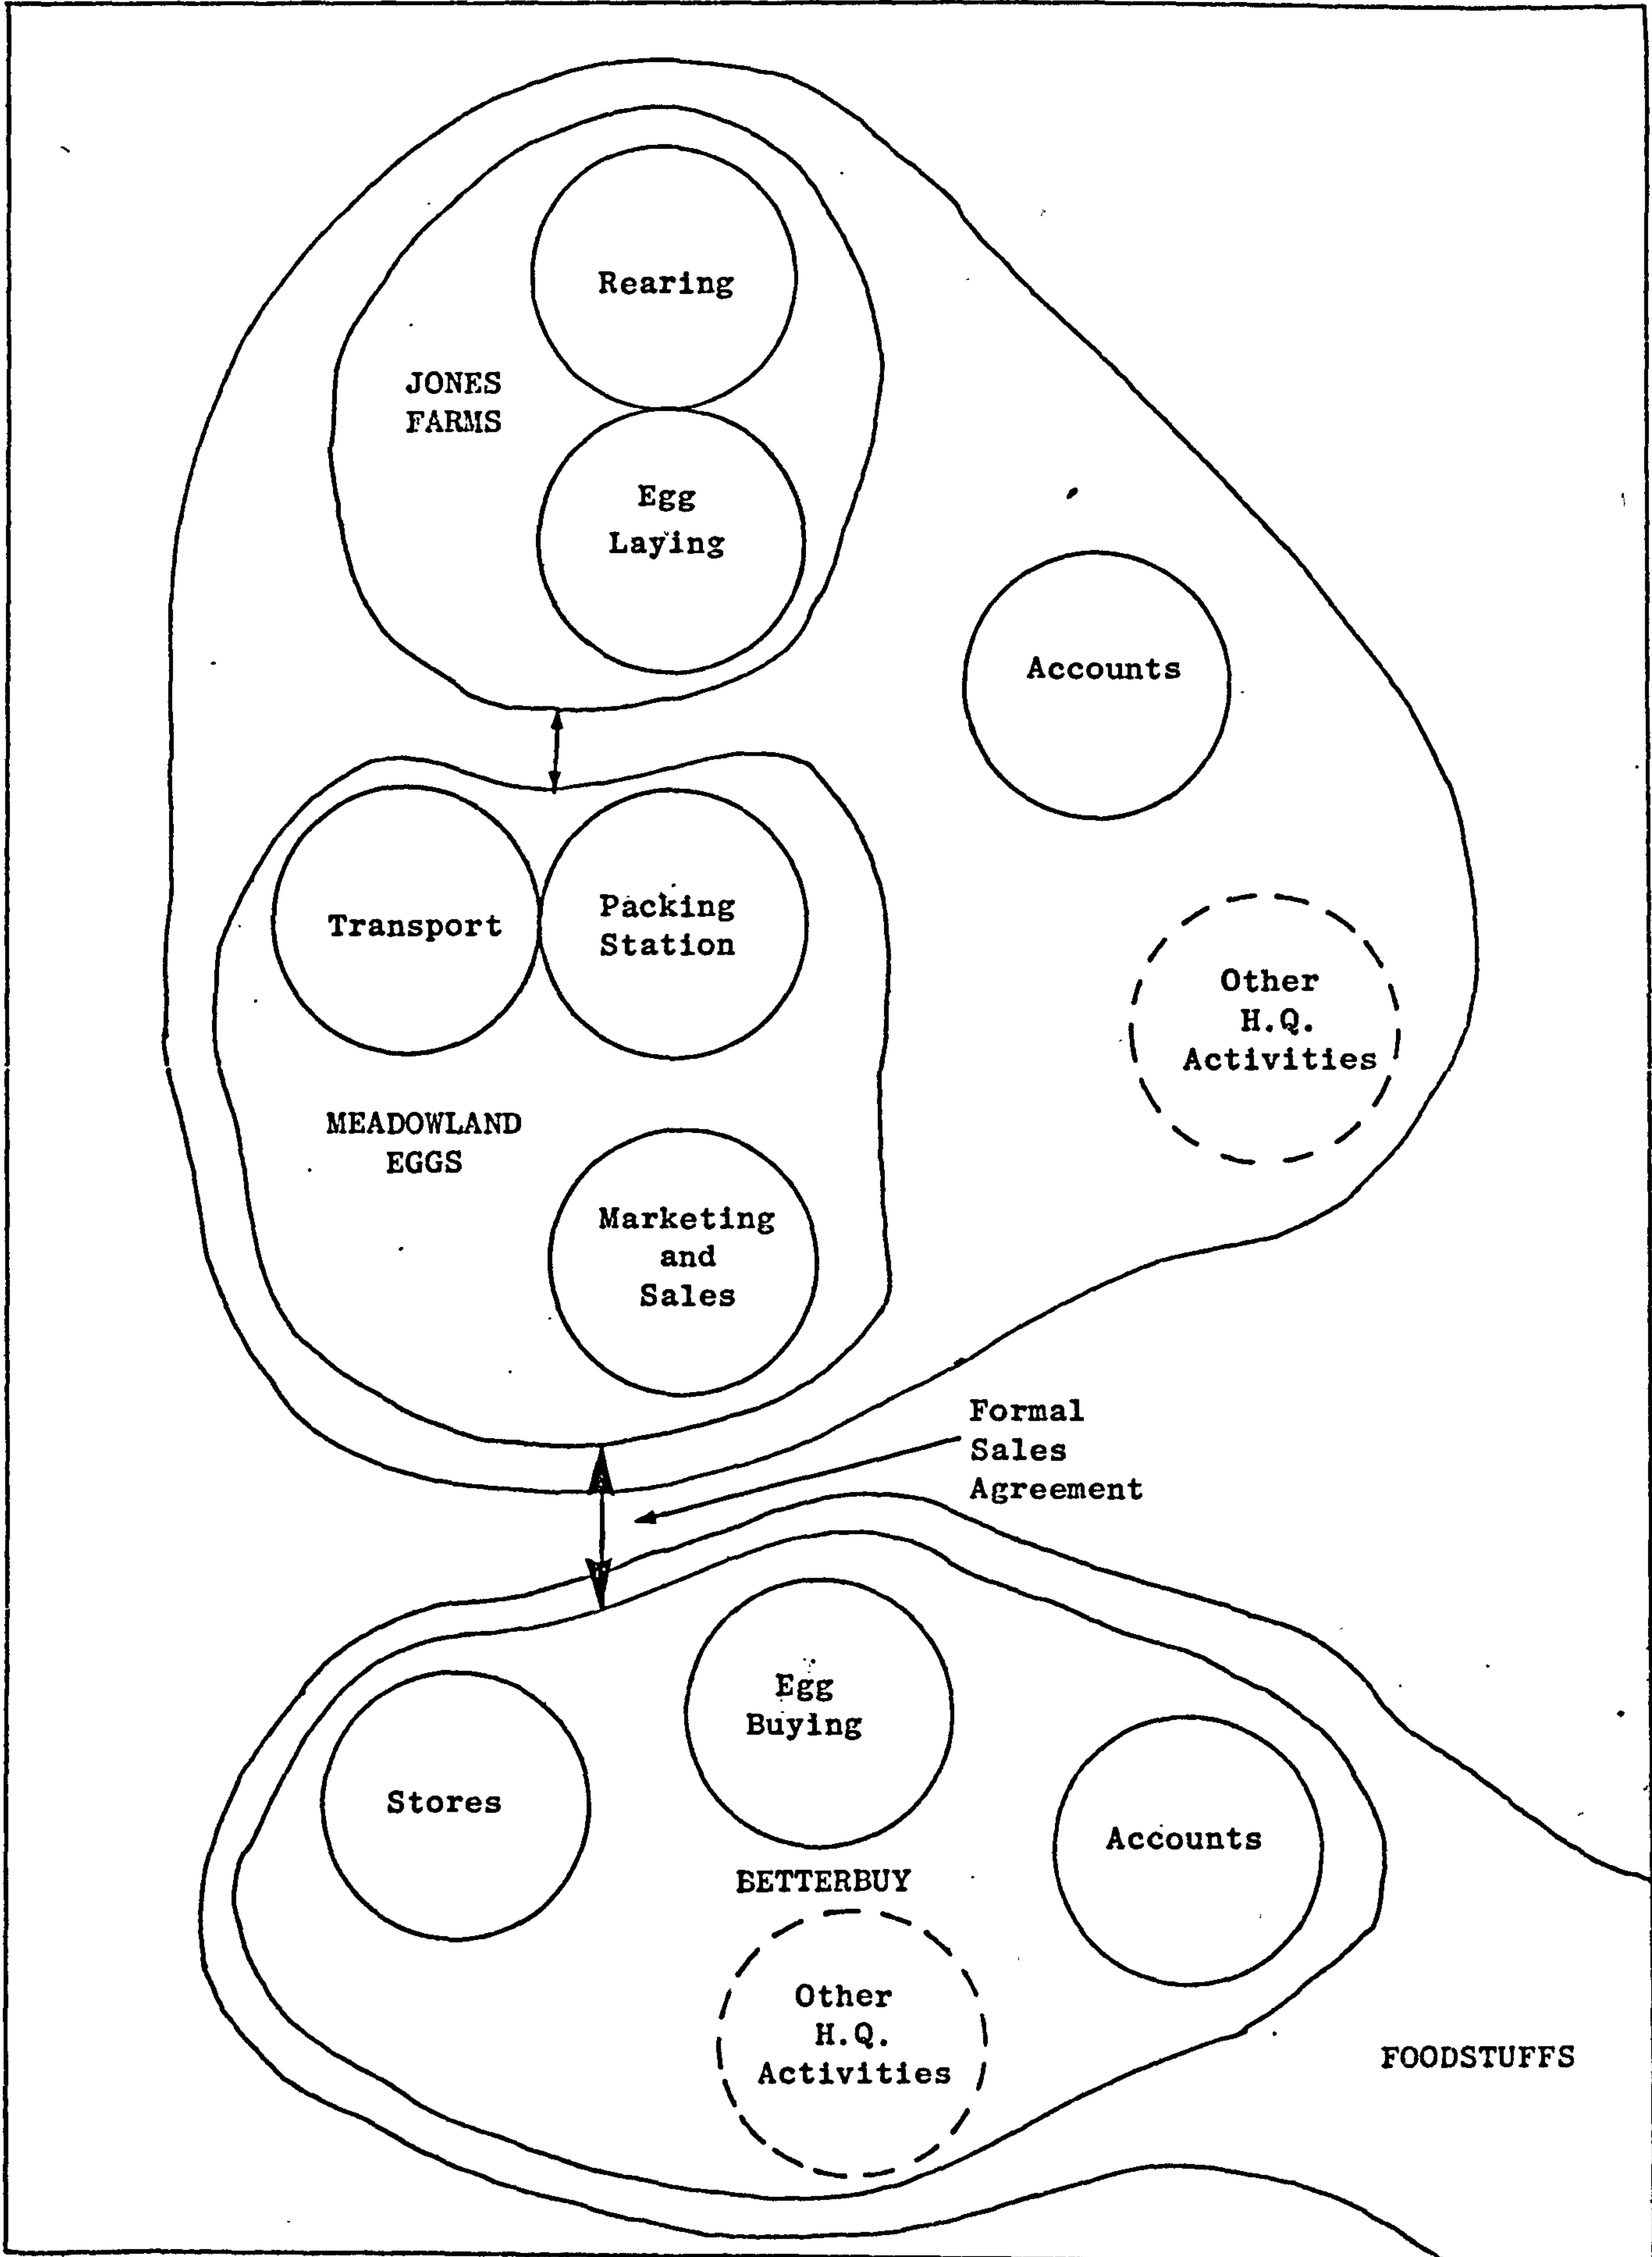 Rearing
JONES
FARMS
Egg
Laying
Accounts
Transport
Packing
Station
Other
H.Q.
Activities
MEADOWLAND
EGGS
Marketing
and
Sales
Formal
Sales
Agreement
Egg
Buying
Stores
Accounts
BETTERBUY
Other
H.Q.
Activities
FOODSTUFFS